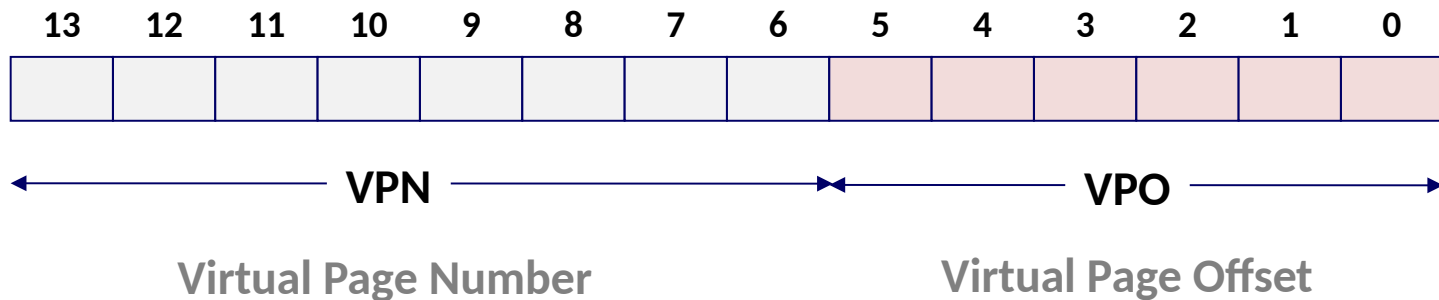 13 12 11 10 9 8 7 6 5 4 3 2 1 0
VPN VPO
Virtual Page Number Virtual Page Offset